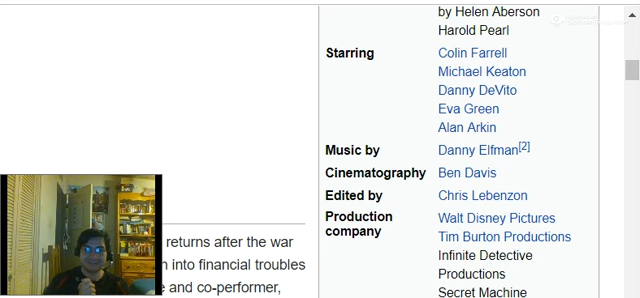 by Helen Aberson
Harold Pearl
Starring
Colin Farrell
Michael Keaton
Danny DeVito
Eva Green
Alan Arkin
Music by Danny Elfman[2]
Cinematography Ben Davis
Edited by Chris Lebenzon
Production company
Walt Disney Pictures
Tim Burton Productions
Infinite Detective
Productions
Secret Machine
returns after the war
into financial troubles
and co-performer,